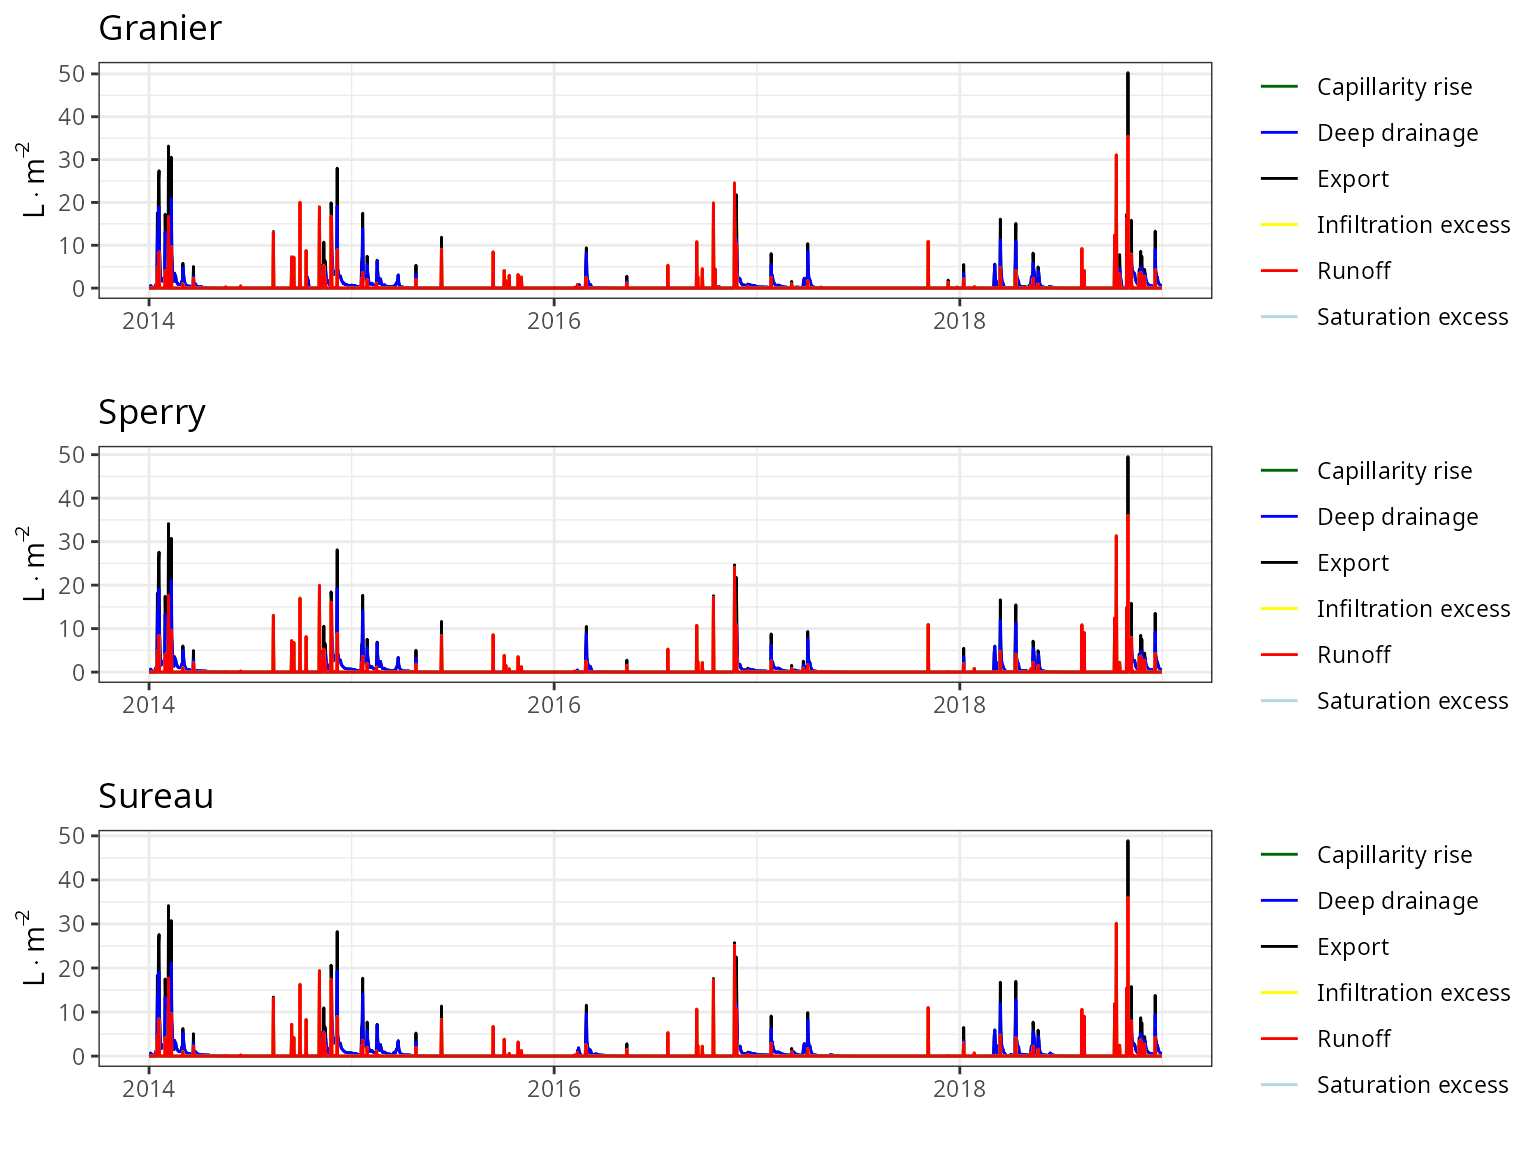 Granier
L · m⁻²
50
40
30
20
10
0
2014 2016 2018
Capillarity rise
Deep drainage
Export
Infiltration excess
Runoff
Saturation excess
Sperry
L · m⁻²
50
40
30
20
10
0
2014 2016 2018
Capillarity rise
Deep drainage
Export
Infiltration excess
Runoff
Saturation excess
Sureau
L · m⁻²
50
40
30
20
10
0
2014 2016 2018
Capillarity rise
Deep drainage
Export
Infiltration excess
Runoff
Saturation excess